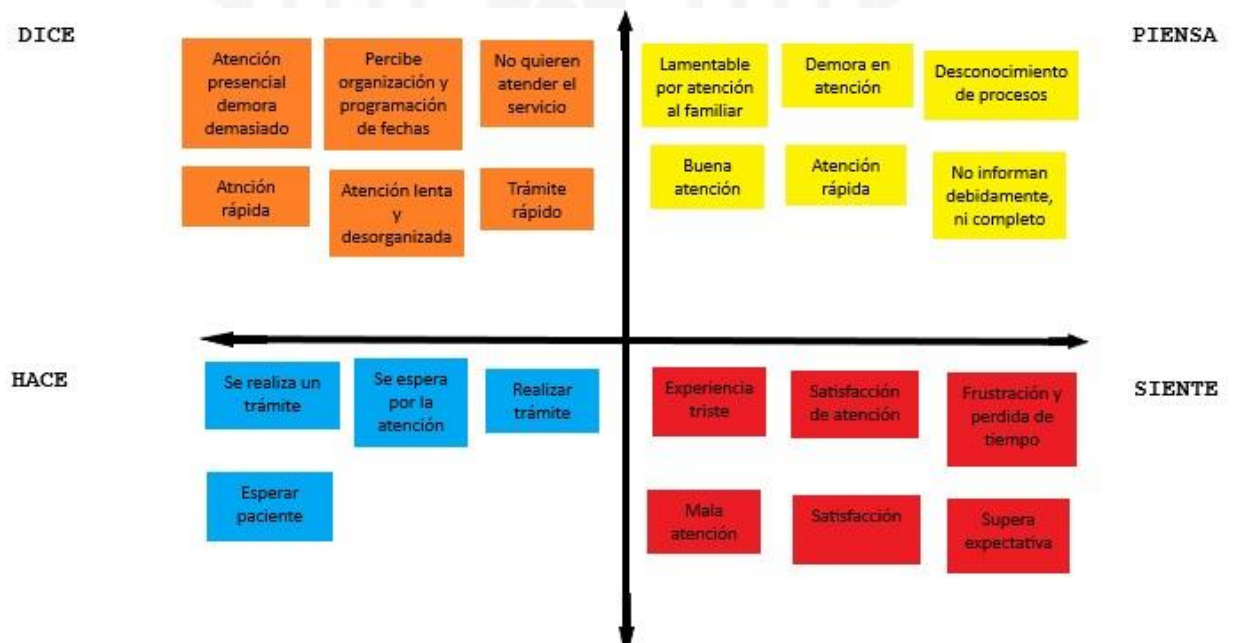 DICE
Atención
presencial
demora
demasiado
Percibe
organización y
programación
de fechas
No quieren
atender el
servicio
Atnción
rápida
Atención lenta
y
desorganizada
Trámite
rápido
PIENSA
Lamentable
por atención
al familiar
Demora en
atención
Desconocimiento
de procesos
Buena
atención
Atención
rápida
No informan
debidamente,
ni completo
HACE
Se realiza un
trámite
Se espera
por la
atención
Realizar
trámite
Esperar
paciente
SIENTE
Experiencia
triste
Satisfacción
de atención
Frustración y
perdida de
tiempo
Mala
atención
Satisfacción
Supera
expectativa